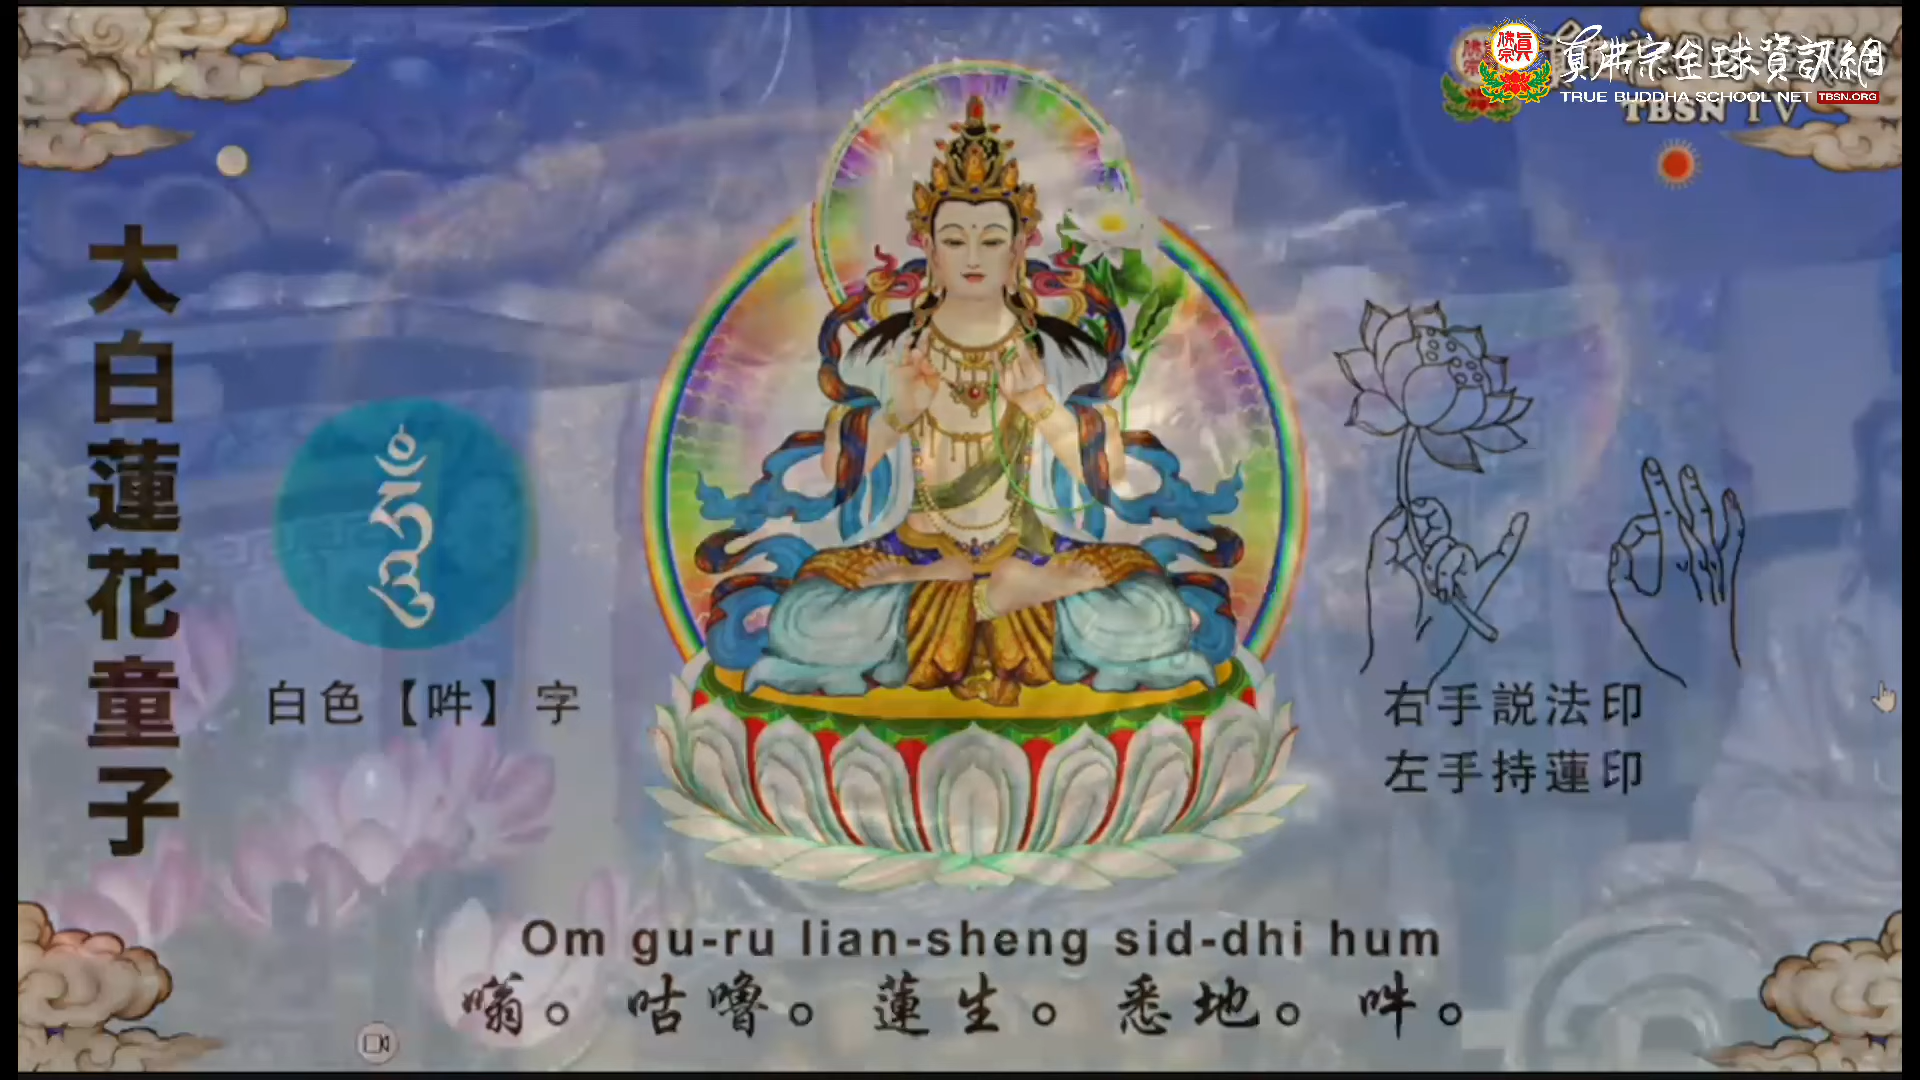 真佛宗全球資訊網
TRUE BUDDHA SCHOOL NET TBSN.ORG
TBSN TV
大白蓮花童子
白色【吽】字
右手説法印
左手持蓮印
Om gu-ru lian-sheng sid-dhi hum
嗡。咕嚕。蓮生。悉地。吽。